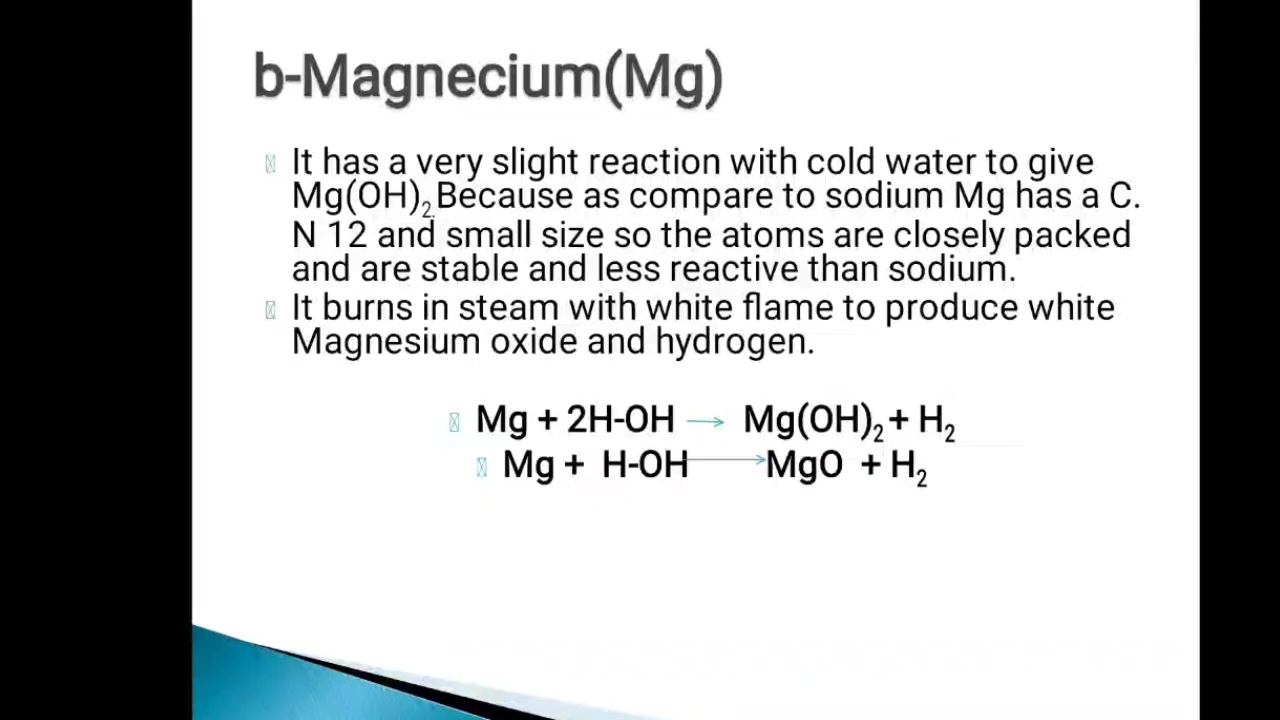 b-Magnecium(Mg)
It has a very slight reaction with cold water to give
Mg(OH)₂.Because as compare to sodium Mg has a C.
N 12 and small size so the atoms are closely packed
and are stable and less reactive than sodium.
It burns in steam with white flame to produce white
Magnesium oxide and hydrogen.
Mg + 2H-OH → Mg(OH)₂ + H₂
Mg + H-OH → MgO + H₂